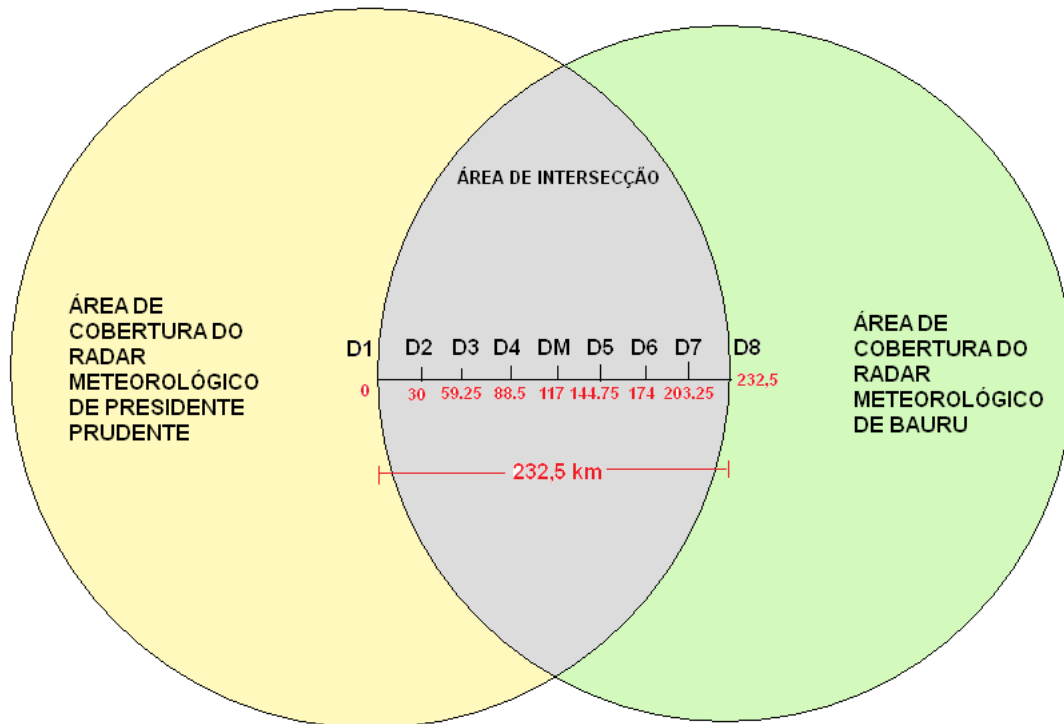 ÁREA DE INTERSECÇÃO
ÁREA DE
COBERTURA DO
RADAR
METEOROLÓGICO
DE PRESIDENTE
PRUDENTE
D1 D2 D3 D4 DM D5 D6 D7 D8
0 30 59.25 88.5 117 144.75 174 203.25 232,5
232,5 km
ÁREA DE
COBERTURA DO
RADAR
METEOROLÓGICO
DE BAURU